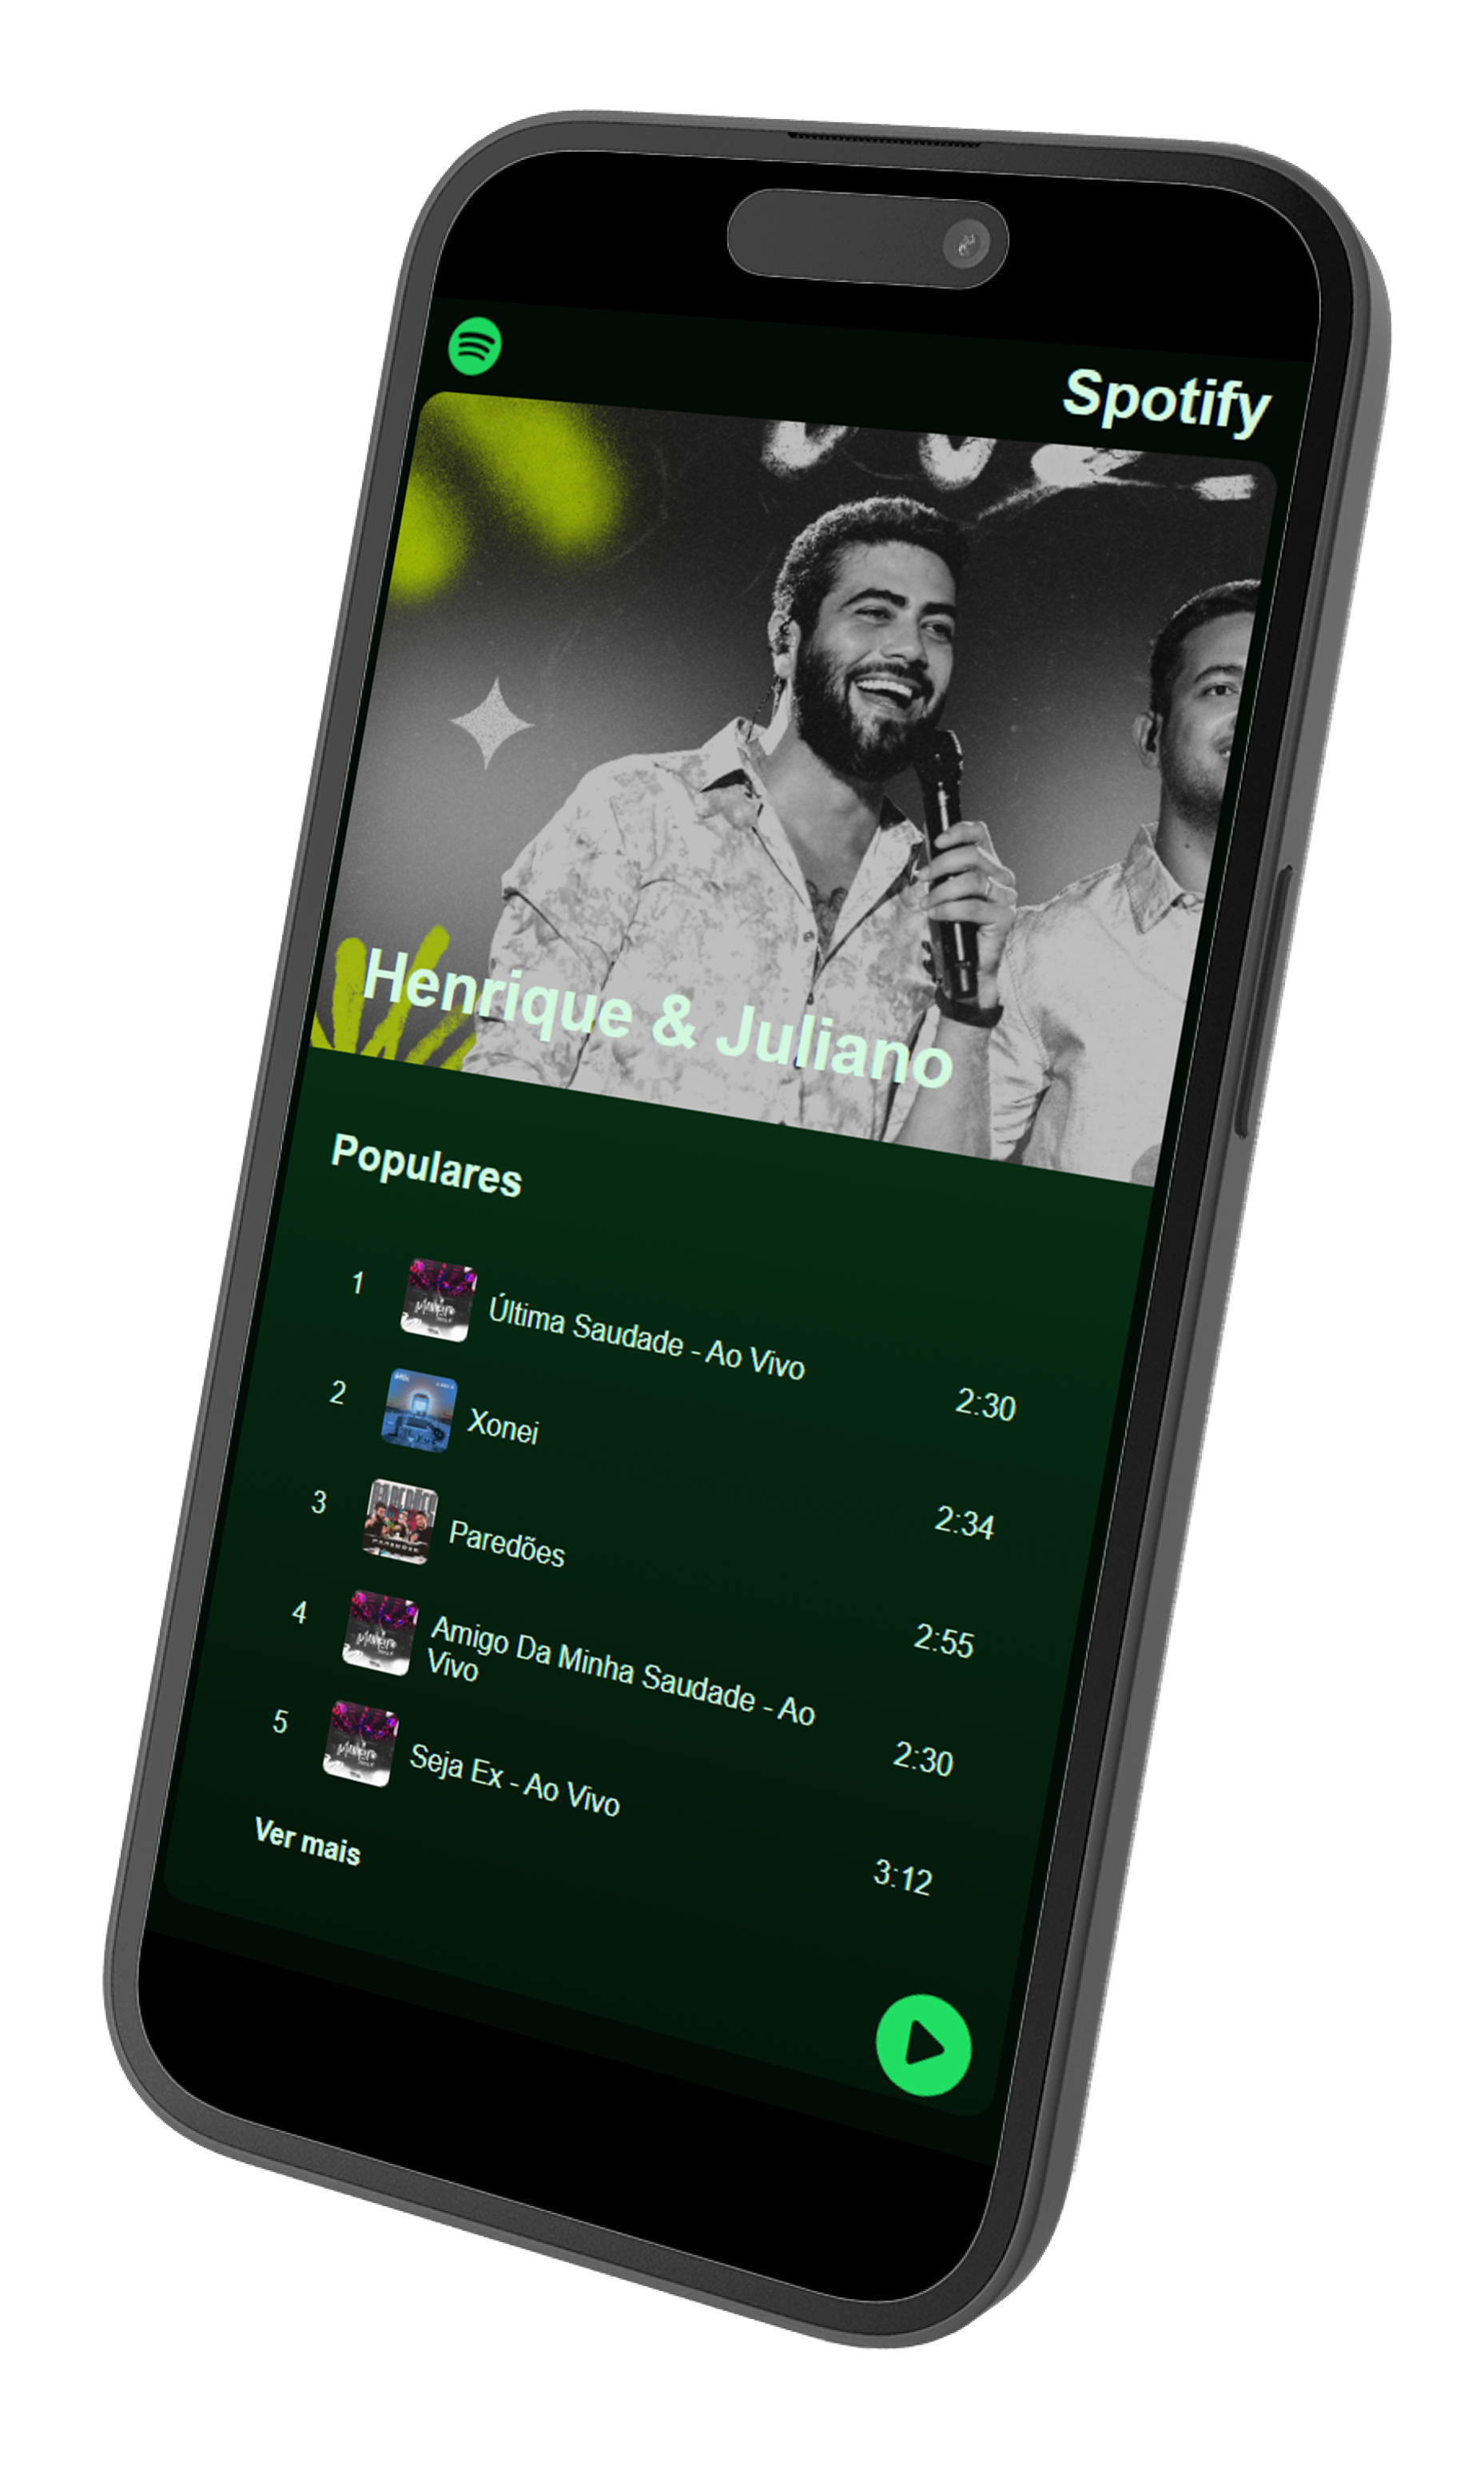 Spotify
Henrique & Juliano
Populares
1 Última Saudade - Ao Vivo 2:30
2 Xonei 2:34
3 Paredões 2:55
4 Amigo Da Minha Saudade - Ao
Vivo 2:30
5 Seja Ex - Ao Vivo 3:12
Ver mais